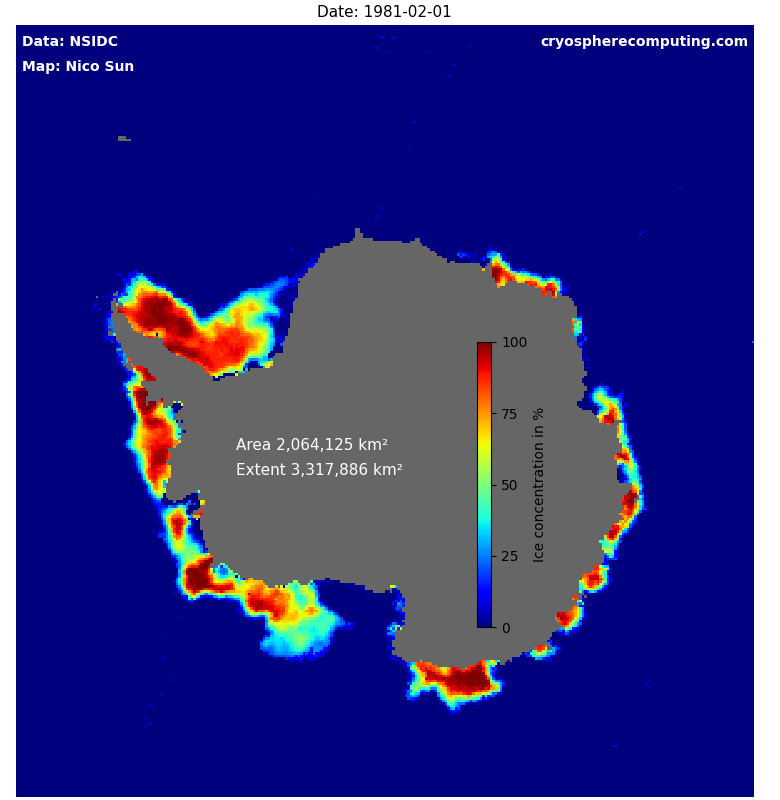 Date: 1981-02-01
Data: NSIDC
cryospherecomputing.com
Map: Nico Sun
Area 2,064,125 km²
Extent 3,317,886 km²
100
75
50
25
0
Ice concentration in %